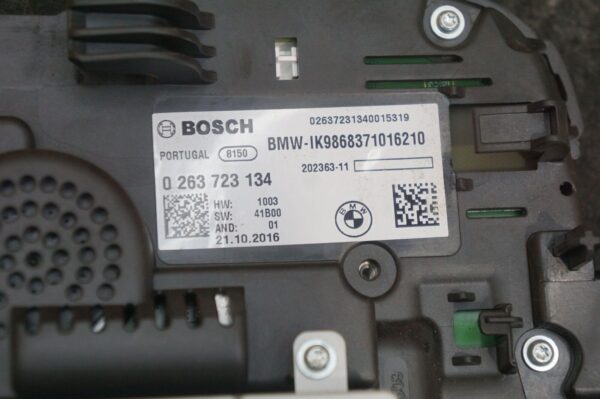 BOSCH
02637231340015319
PORTUGAL 8150
BMW-IK9868371016210
202363-11
0 263 723 134
HW: 1003
SW: 41B00
AND: 01
21.10.2016
BMW